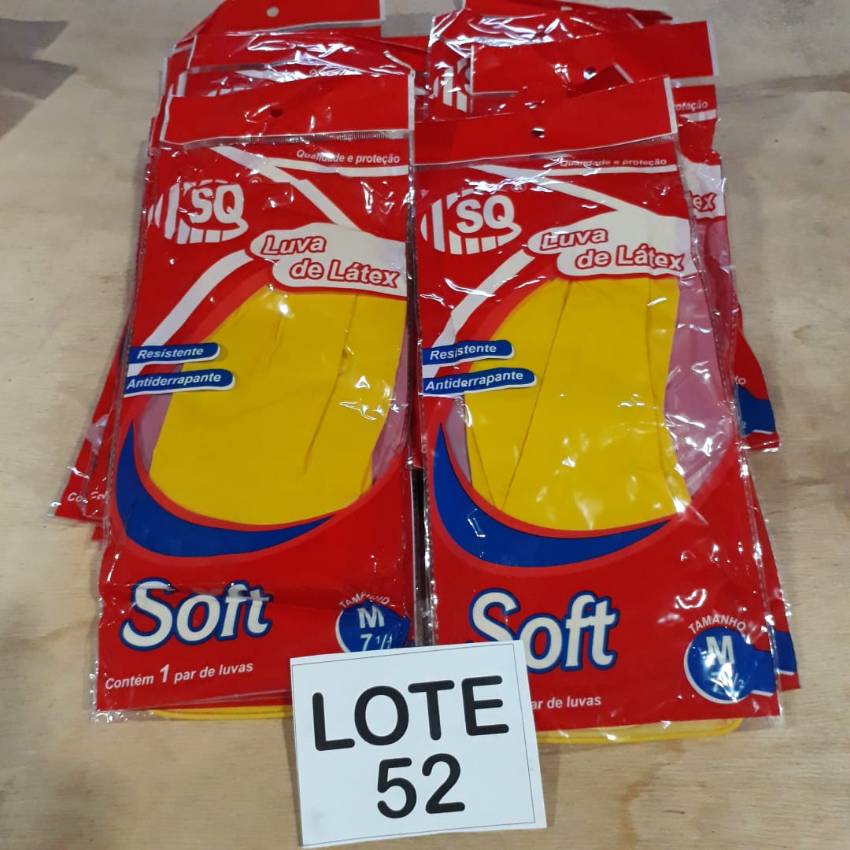 Qualidade e proteção
SQ
Luva
de Látex
Resistente
Antiderrapante
Soft
TAMANHO
M
7 1/
Contém 1 par de luvas
Qualidade e proteção
SQ
Luva
de Látex
Resistente
Antiderrapante
Soft
TAMANHO
M
par de luvas
LOTE
52